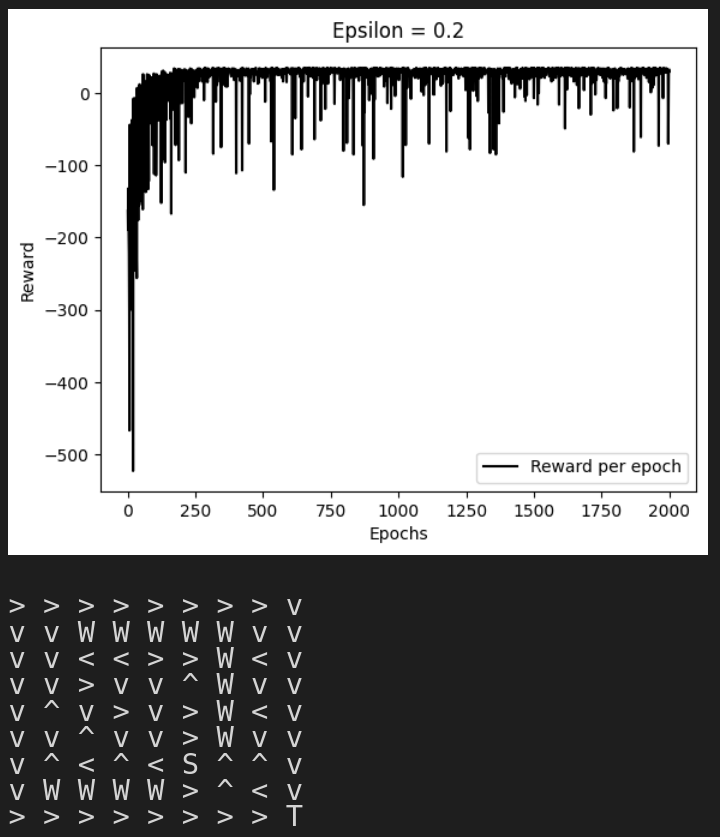 Epsilon = 0.2
0
−100
−200
−300
−400
−500
Reward
Reward per epoch
0 250 500 750 1000 1250 1500 1750 2000
Epochs
> > > > > > > > v
v v W W W W W v v
v v < < > > W < v
v v > v v ^ W v v
v ^ v > v > W < v
v v ^ v v > W v v
v ^ < ^ < S ^ ^ v
v W W W W > ^ < v
> > > > > > > > T